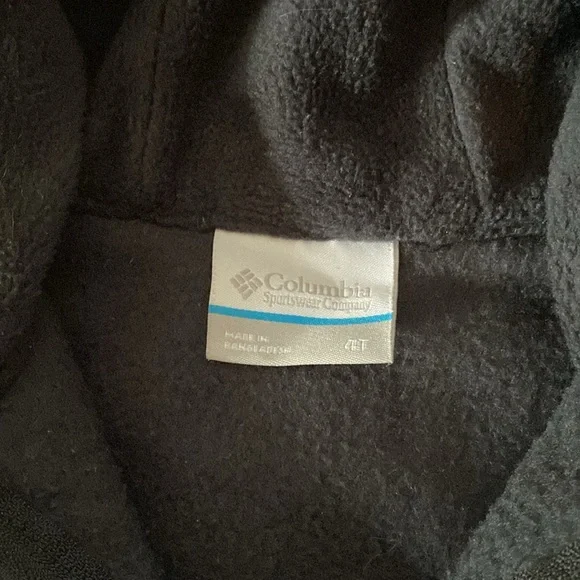 Columbia
Sportswear Company
MADE IN
BANGLADESH
4T